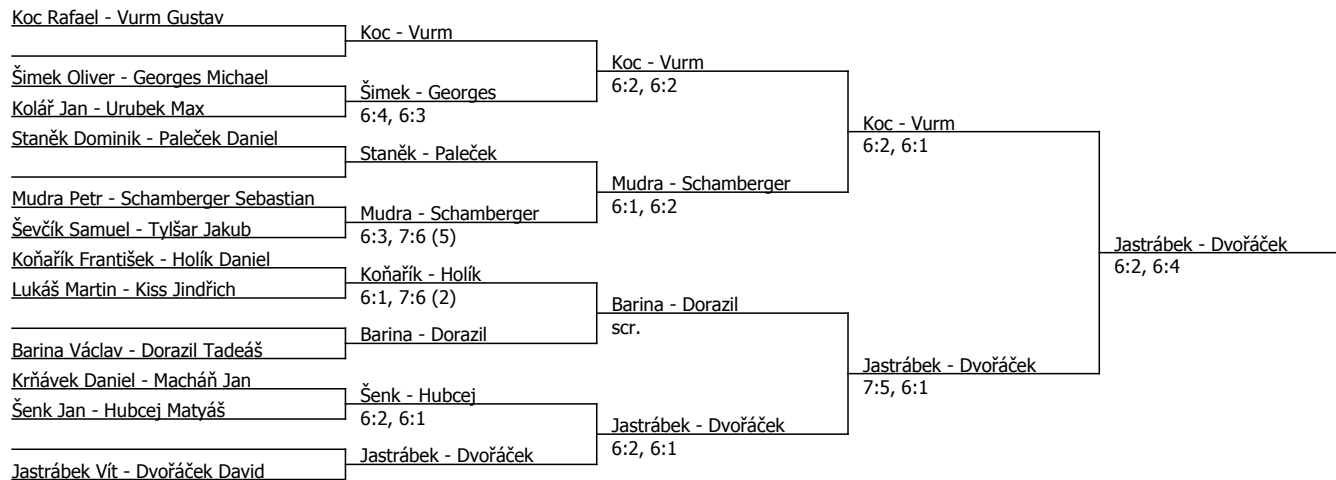 Koc Rafael - Vurm Gustav
Koc - Vurm
Šimek Oliver - Georges Michael
Šimek - Georges
6:4, 6:3
Kolář Jan - Urubek Max
Koc - Vurm
6:2, 6:2
Staněk Dominik - Paleček Daniel
Staněk - Paleček
Mudra Petr - Schamberger Sebastian
Mudra - Schamberger
6:3, 7:6 (5)
Ševčík Samuel - Tylšar Jakub
Mudra - Schamberger
6:1, 6:2
Koc - Vurm
6:2, 6:1
Koňařík František - Holík Daniel
Koňařík - Holík
6:1, 7:6 (2)
Lukáš Martin - Kiss Jindřich
Barina - Dorazil
Barina Václav - Dorazil Tadeáš
Barina - Dorazil
scr.
Krňávek Daniel - Macháň Jan
Šenk - Hubcej
6:2, 6:1
Šenk Jan - Hubcej Matyáš
Jastrábek - Dvořáček
Jastrábek Vít - Dvořáček David
Jastrábek - Dvořáček
6:2, 6:1
Jastrábek - Dvořáček
7:5, 6:1
Jastrábek - Dvořáček
6:2, 6:4